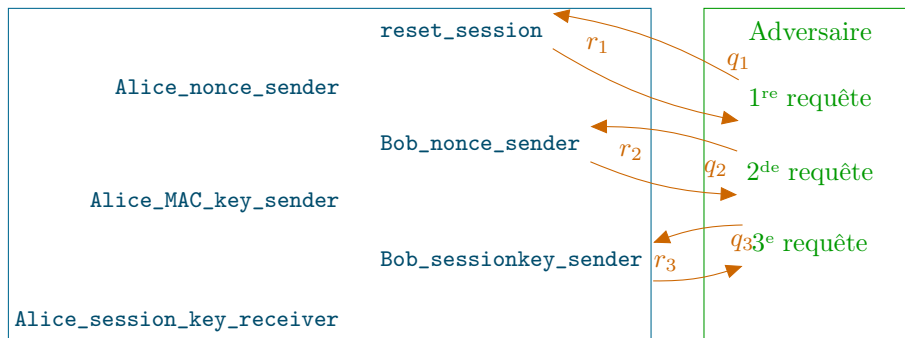 reset_session
r1
q1
Adversaire
Alice_nonce_sender
1re requête
Bob_nonce_sender
r2
q2
2de requête
Alice_MAC_key_sender
Bob_sessionkey_sender
r3
q3
3e requête
Alice_session_key_receiver